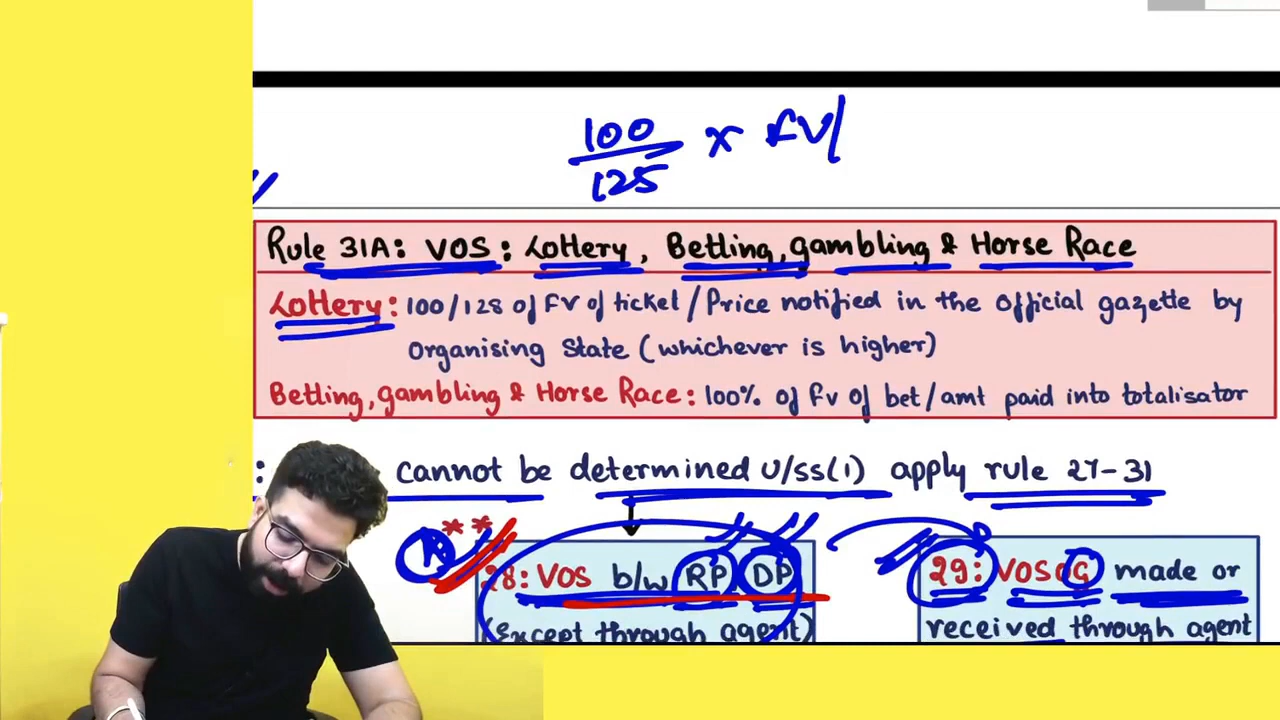 100
125 x FV
Rule 31A: VOS: Lottery, Betting, gambling & Horse Race
Lottery: 100/128 of FV of ticket/Price notified in the official gazette by
Organising State (whichever is higher)
Betting, gambling & Horse Race: 100% of FV of bet/amt paid into totalisator
: cannot be determined U/ss(1) apply rule 27-31
28: VOS b/w RP DP
(Except through agent)
29: VOS G made or
received through agent